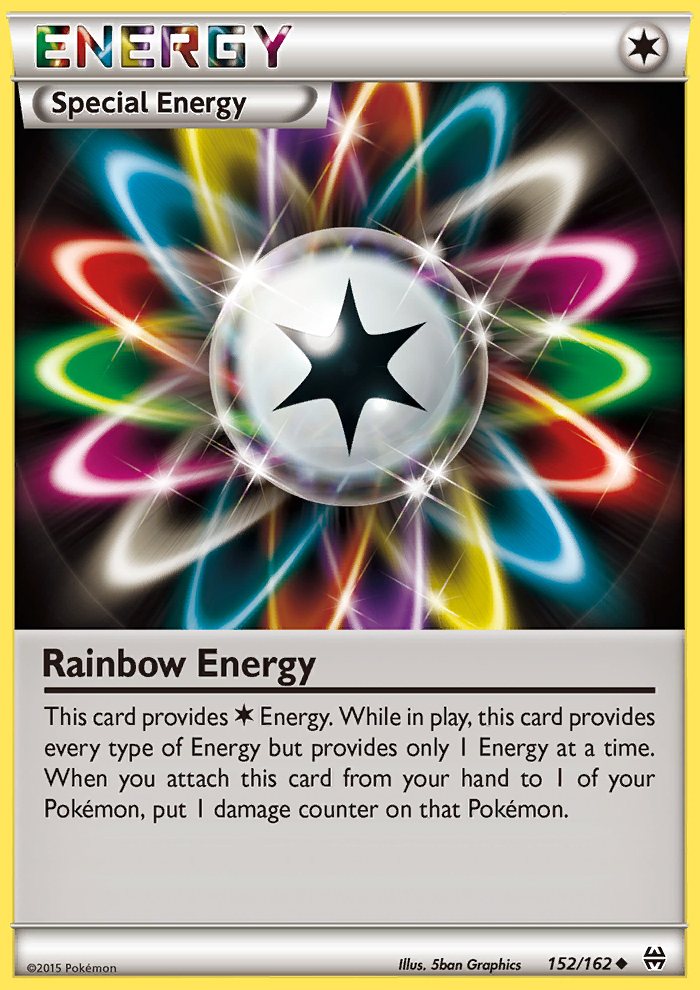 ENERGY
Special Energy
Rainbow Energy
This card provides ✶ Energy. While in play, this card provides
every type of Energy but provides only 1 Energy at a time.
When you attach this card from your hand to 1 of your
Pokémon, put 1 damage counter on that Pokémon.
©2015 Pokémon
Illus. 5ban Graphics
152/162 ◆